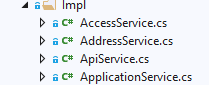 Impl
C# AccessService.cs
C# AddressService.cs
C# ApiService.cs
C# ApplicationService.cs